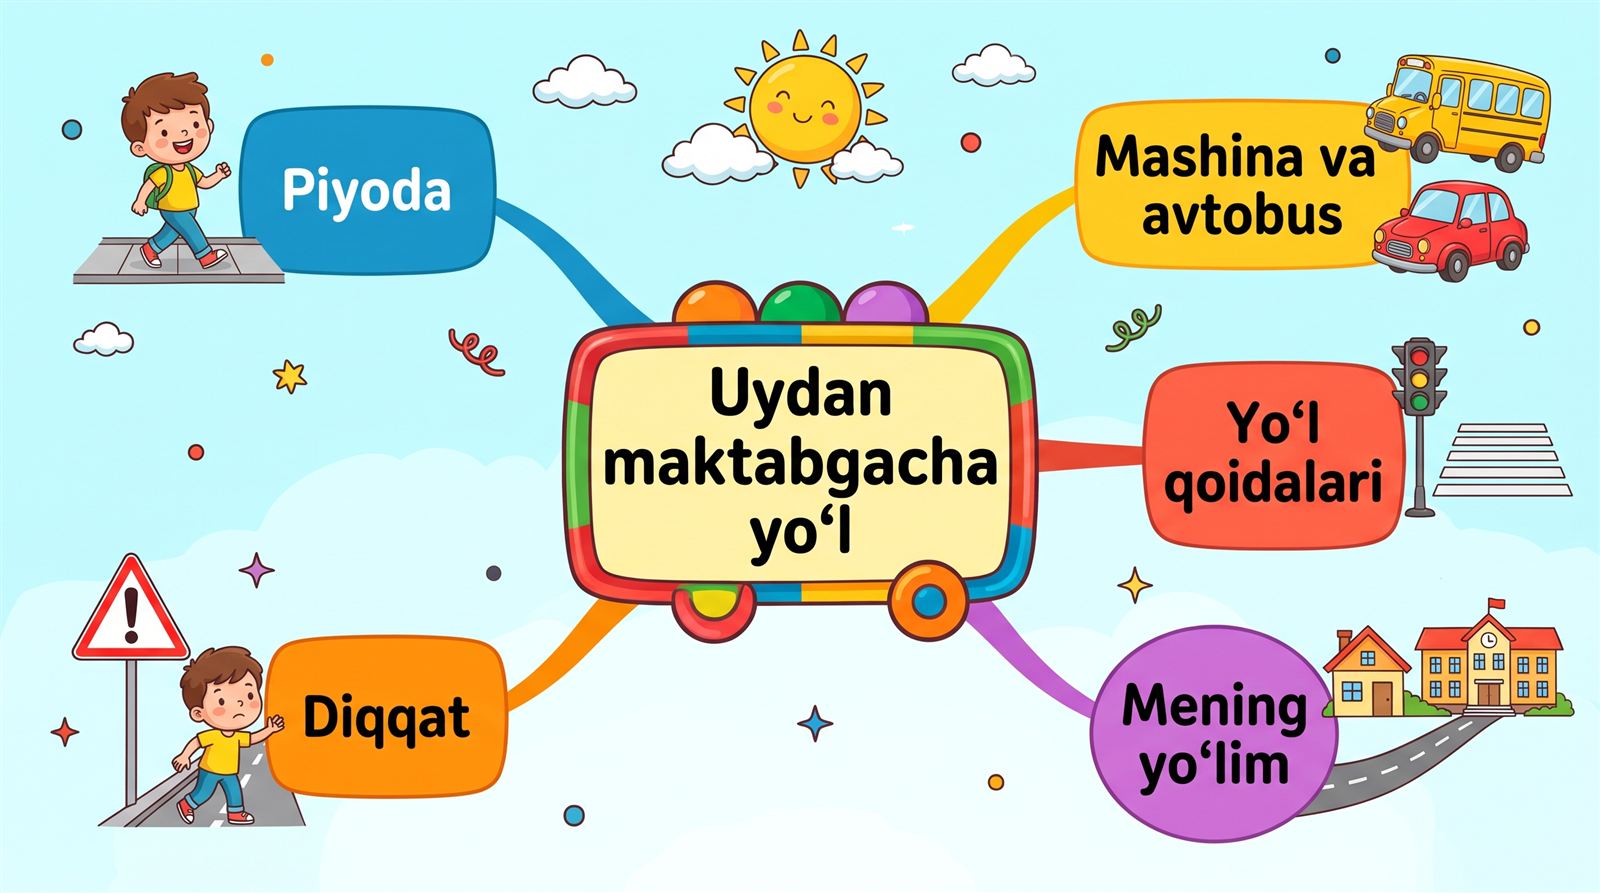 Piyoda
Mashina va
avtobus
Uydan
maktabgacha
yo‘l
Yo‘l
qoidalari
Diqqat
Mening
yo‘lim